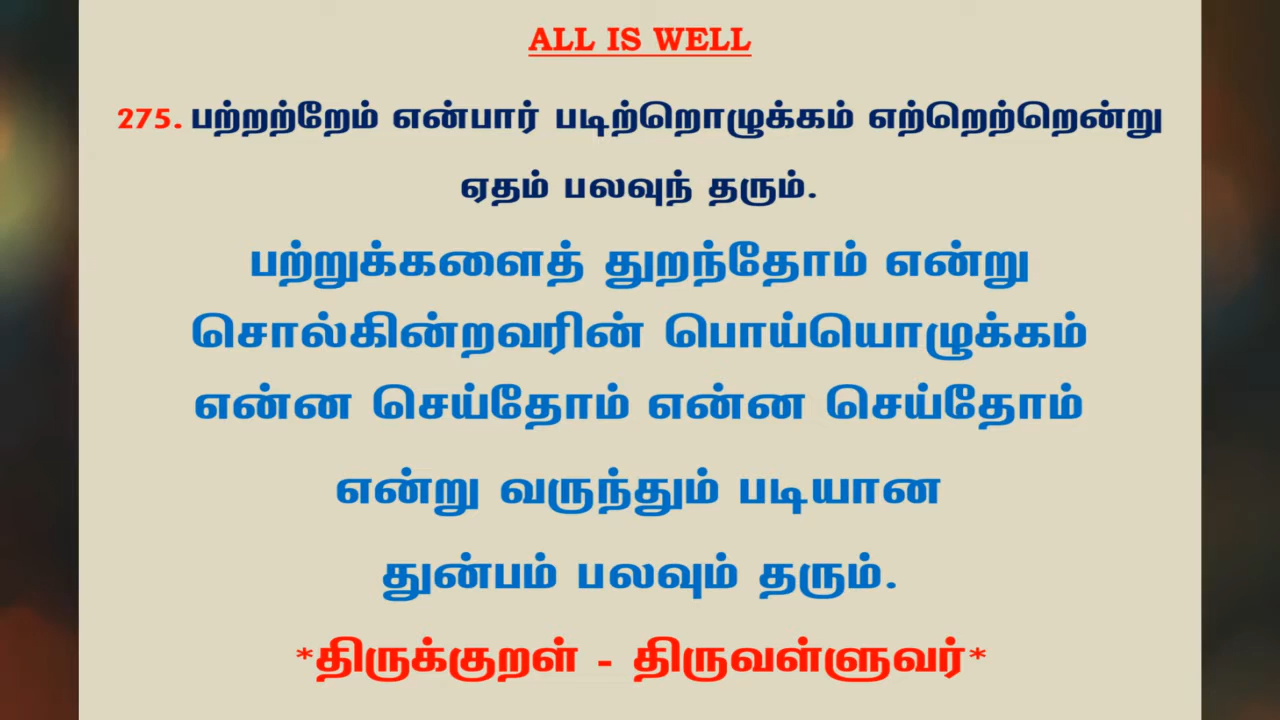 ALL IS WELL
275. பற்றற்றேம் என்பார் படிற்றொழுக்கம் எற்றெற்றென்று
ஏதம் பலவுந் தரும்.
பற்றுக்களைத் துறந்தோம் என்று
சொல்கின்றவரின் பொய்யொழுக்கம்
என்ன செய்தோம் என்ன செய்தோம்
என்று வருந்தும் படியான
துன்பம் பலவும் தரும்.
*திருக்குறள் - திருவள்ளுவர்*